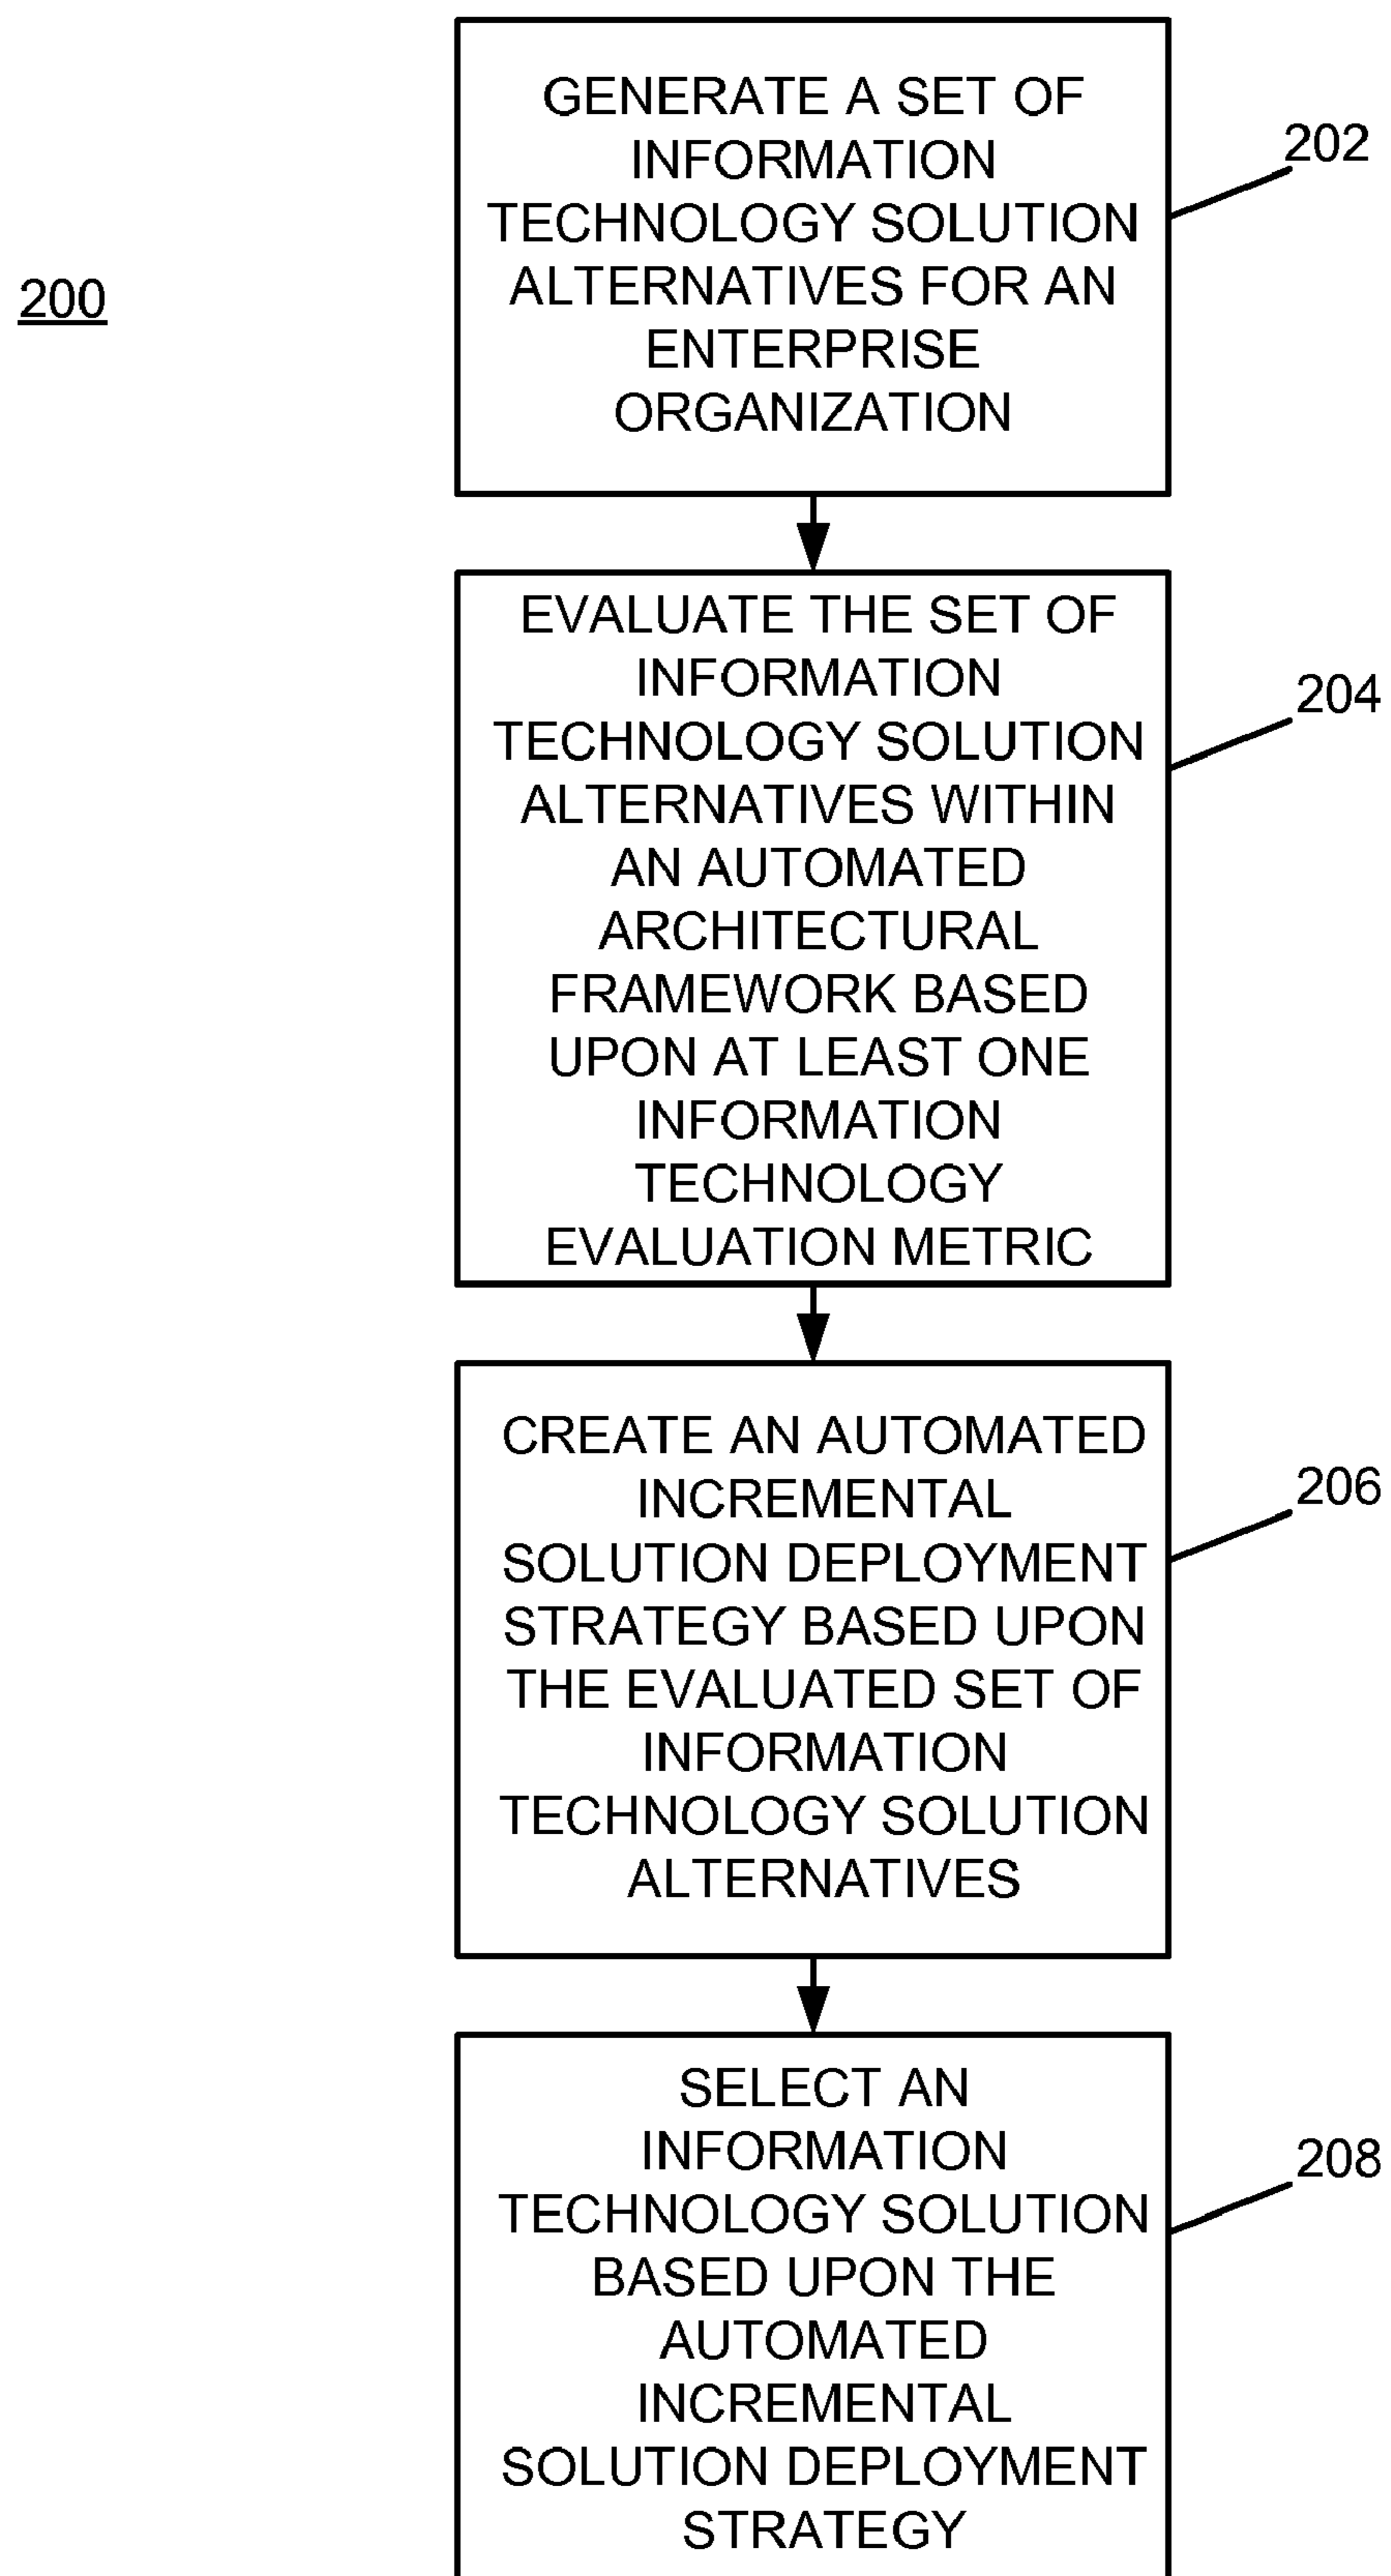 GENERATE A SET OF
INFORMATION
TECHNOLOGY SOLUTION
ALTERNATIVES FOR AN
ENTERPRISE
ORGANIZATION
202
200
EVALUATE THE SET OF
INFORMATION
TECHNOLOGY SOLUTION
ALTERNATIVES WITHIN
AN AUTOMATED
ARCHITECTURAL
FRAMEWORK BASED
UPON AT LEAST ONE
INFORMATION
TECHNOLOGY
EVALUATION METRIC
204
CREATE AN AUTOMATED
INCREMENTAL
SOLUTION DEPLOYMENT
STRATEGY BASED UPON
THE EVALUATED SET OF
INFORMATION
TECHNOLOGY SOLUTION
ALTERNATIVES
206
SELECT AN
INFORMATION
TECHNOLOGY SOLUTION
BASED UPON THE
AUTOMATED
INCREMENTAL
SOLUTION DEPLOYMENT
STRATEGY
208